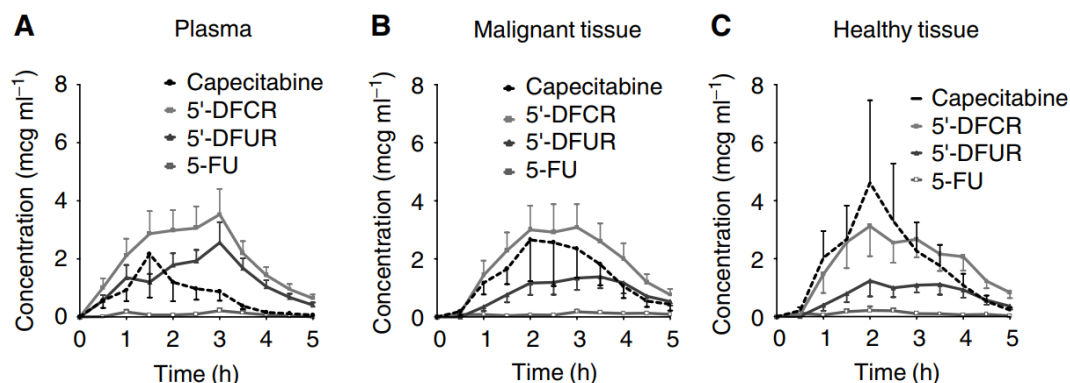 A Plasma
Concentration (mcg ml⁻¹)
8
6
4
2
0
Capecitabine
5'-DFCR
5'-DFUR
5-FU
0 1 2 3 4 5
Time (h)
B Malignant tissue
Concentration (mcg ml⁻¹)
8
6
4
2
0
Capecitabine
5'-DFCR
5'-DFUR
5-FU
0 1 2 3 4 5
Time (h)
C Healthy tissue
Concentration (mcg ml⁻¹)
8
6
4
2
0
Capecitabine
5'-DFCR
5'-DFUR
5-FU
0 1 2 3 4 5
Time (h)